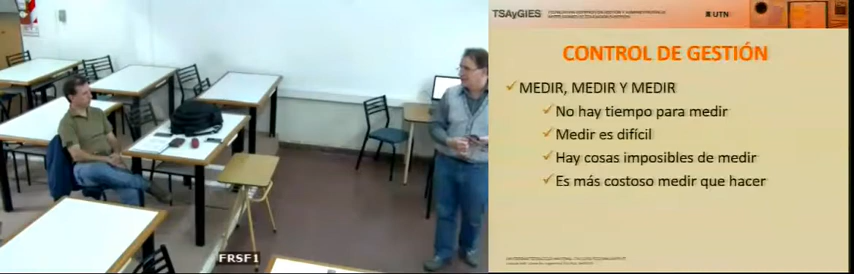 TSAyGIES
UTN
CONTROL DE GESTIÓN
MEDIR, MEDIR Y MEDIR
No hay tiempo para medir
Medir es difícil
Hay cosas imposibles de medir
Es más costoso medir que hacer
FRSF1